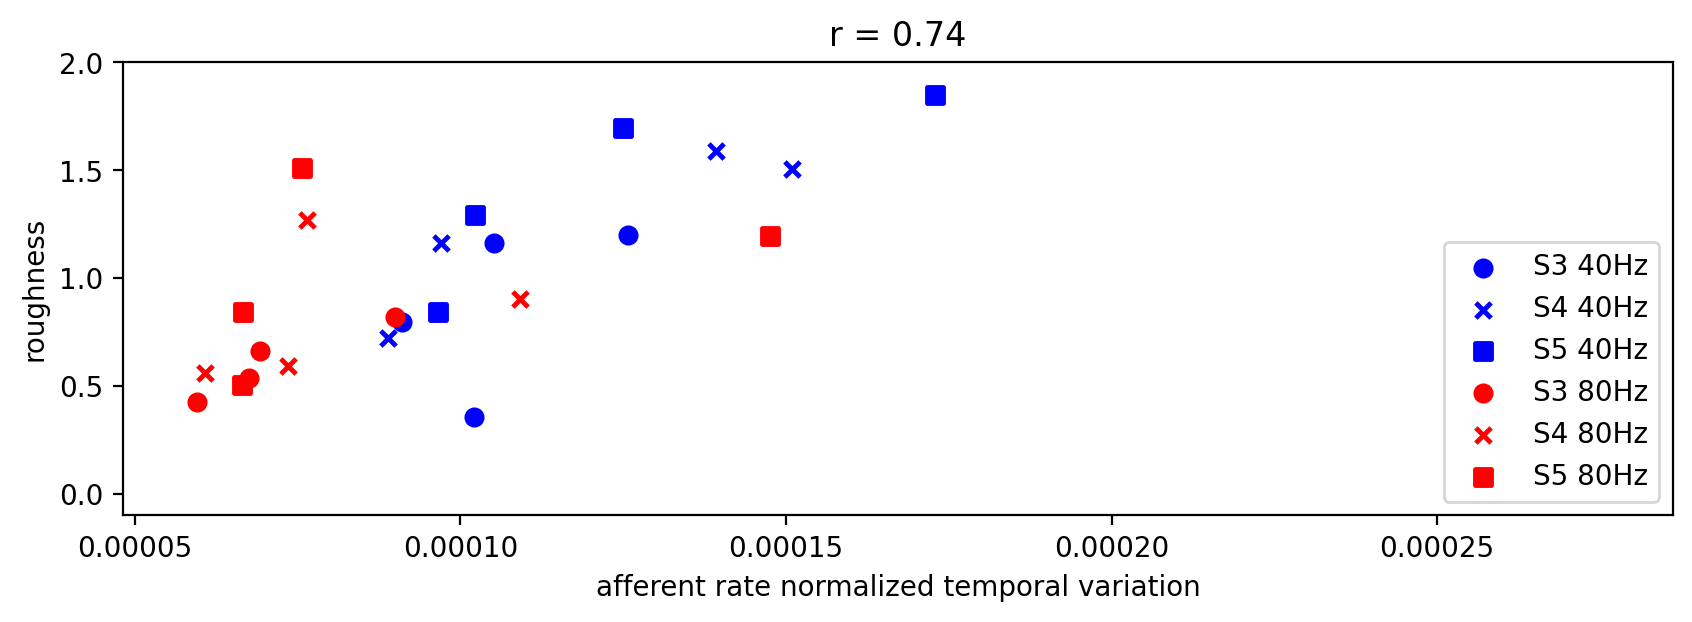 r = 0.74
2.0
1.5
1.0
0.5
0.0
roughness
0.00005 0.00010 0.00015 0.00020 0.00025
afferent rate normalized temporal variation
S3 40Hz
S4 40Hz
S5 40Hz
S3 80Hz
S4 80Hz
S5 80Hz